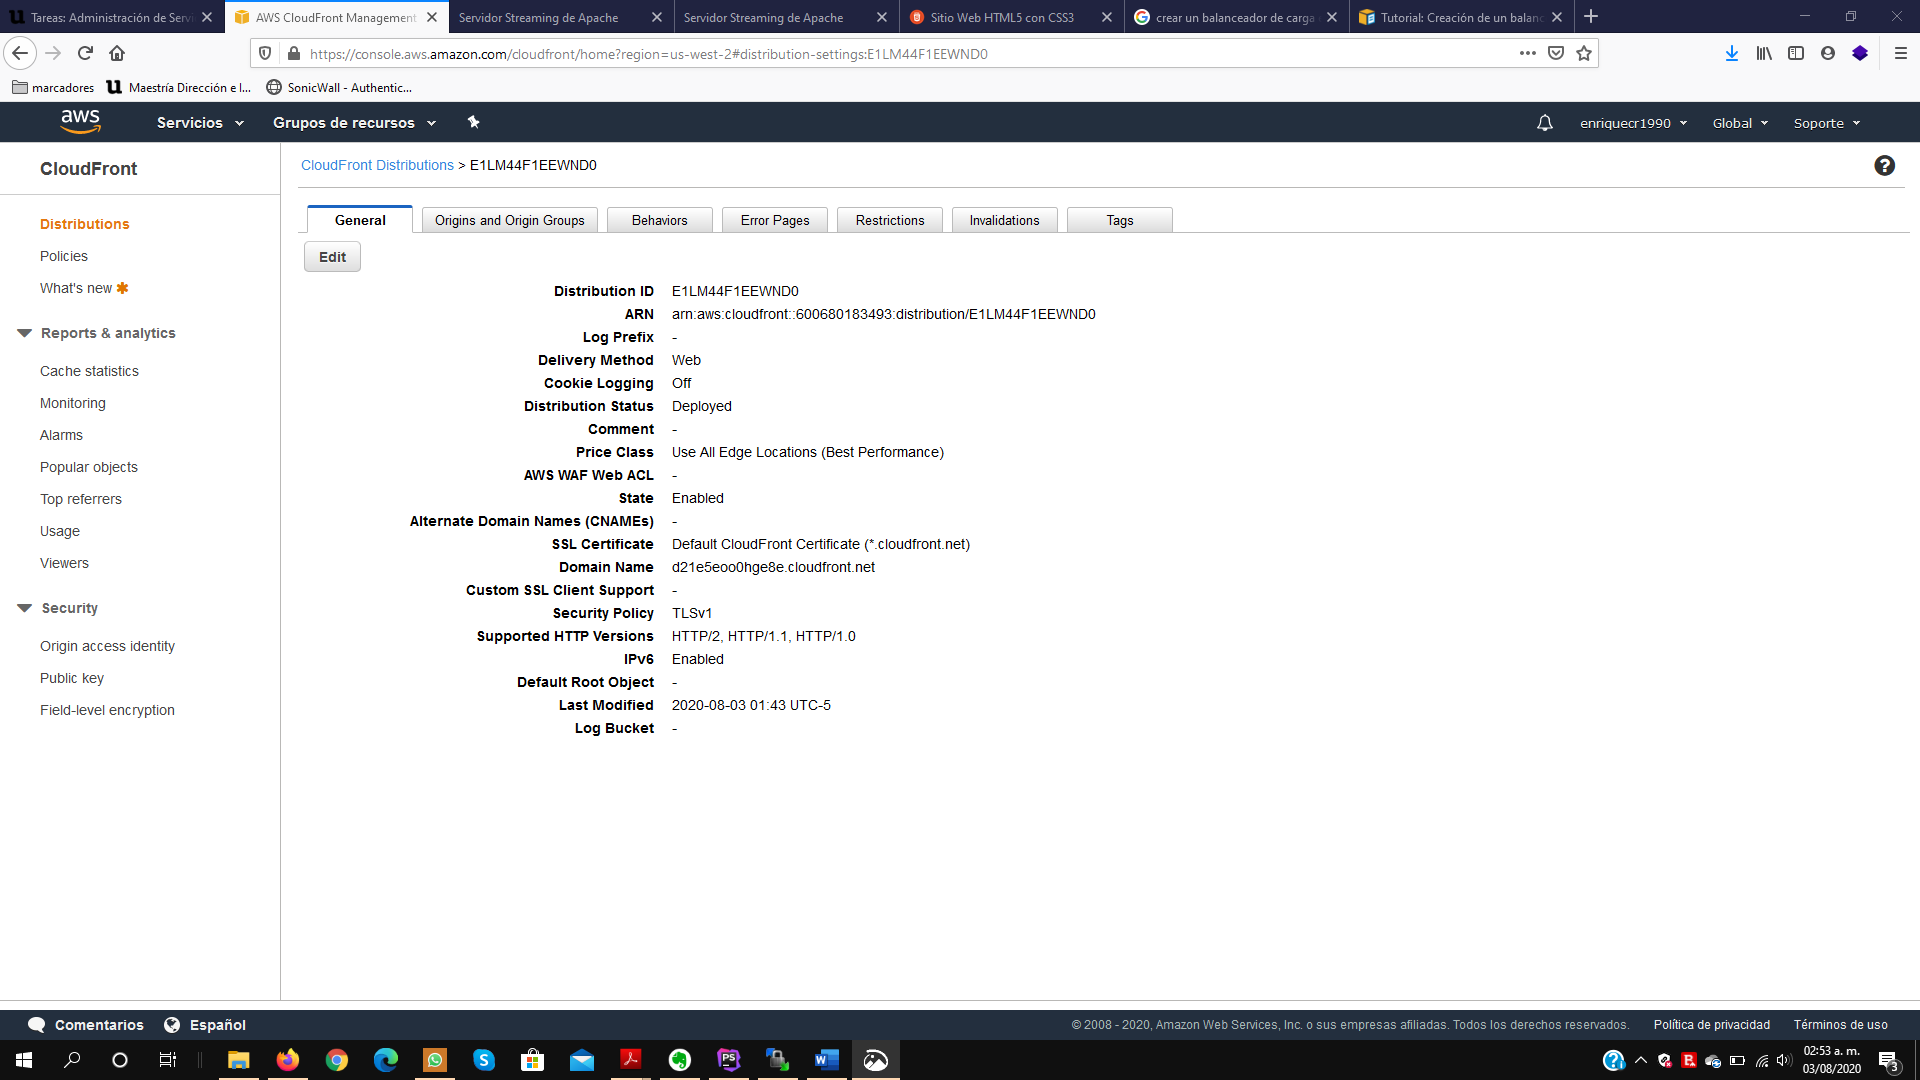 Tareas: Administración de Servi
AWS CloudFront Management
Servidor Streaming de Apache
Servidor Streaming de Apache
Sitio Web HTML5 con CSS3
crear un balanceador de carga
Tutorial: Creación de un balanc
https://console.aws.amazon.com/cloudfront/home?region=us-west-2#distribution-settings:E1LM44F1EEWND0
marcadores
Maestría Dirección e I...
SonicWall - Authentic...
aws
Servicios
Grupos de recursos
enriquecr1990
Global
Soporte
CloudFront
CloudFront Distributions > E1LM44F1EEWND0
General
Origins and Origin Groups
Behaviors
Error Pages
Restrictions
Invalidations
Tags
Edit
Distributions
Policies
What's new
Reports & analytics
Cache statistics
Monitoring
Alarms
Popular objects
Top referrers
Usage
Viewers
Security
Origin access identity
Public key
Field-level encryption
Distribution ID E1LM44F1EEWND0
ARN arn:aws:cloudfront::600680183493:distribution/E1LM44F1EEWND0
Log Prefix -
Delivery Method Web
Cookie Logging Off
Distribution Status Deployed
Comment -
Price Class Use All Edge Locations (Best Performance)
AWS WAF Web ACL -
State Enabled
Alternate Domain Names (CNAMEs) -
SSL Certificate Default CloudFront Certificate (*.cloudfront.net)
Domain Name d21e5eoo0hge8e.cloudfront.net
Custom SSL Client Support -
Security Policy TLSv1
Supported HTTP Versions HTTP/2, HTTP/1.1, HTTP/1.0
IPv6 Enabled
Default Root Object -
Last Modified 2020-08-03 01:43 UTC-5
Log Bucket -
Comentarios
Español
© 2008 - 2020, Amazon Web Services, Inc. o sus empresas afiliadas. Todos los derechos reservados.
Política de privacidad
Términos de uso
02:53 a. m.
03/08/2020
3